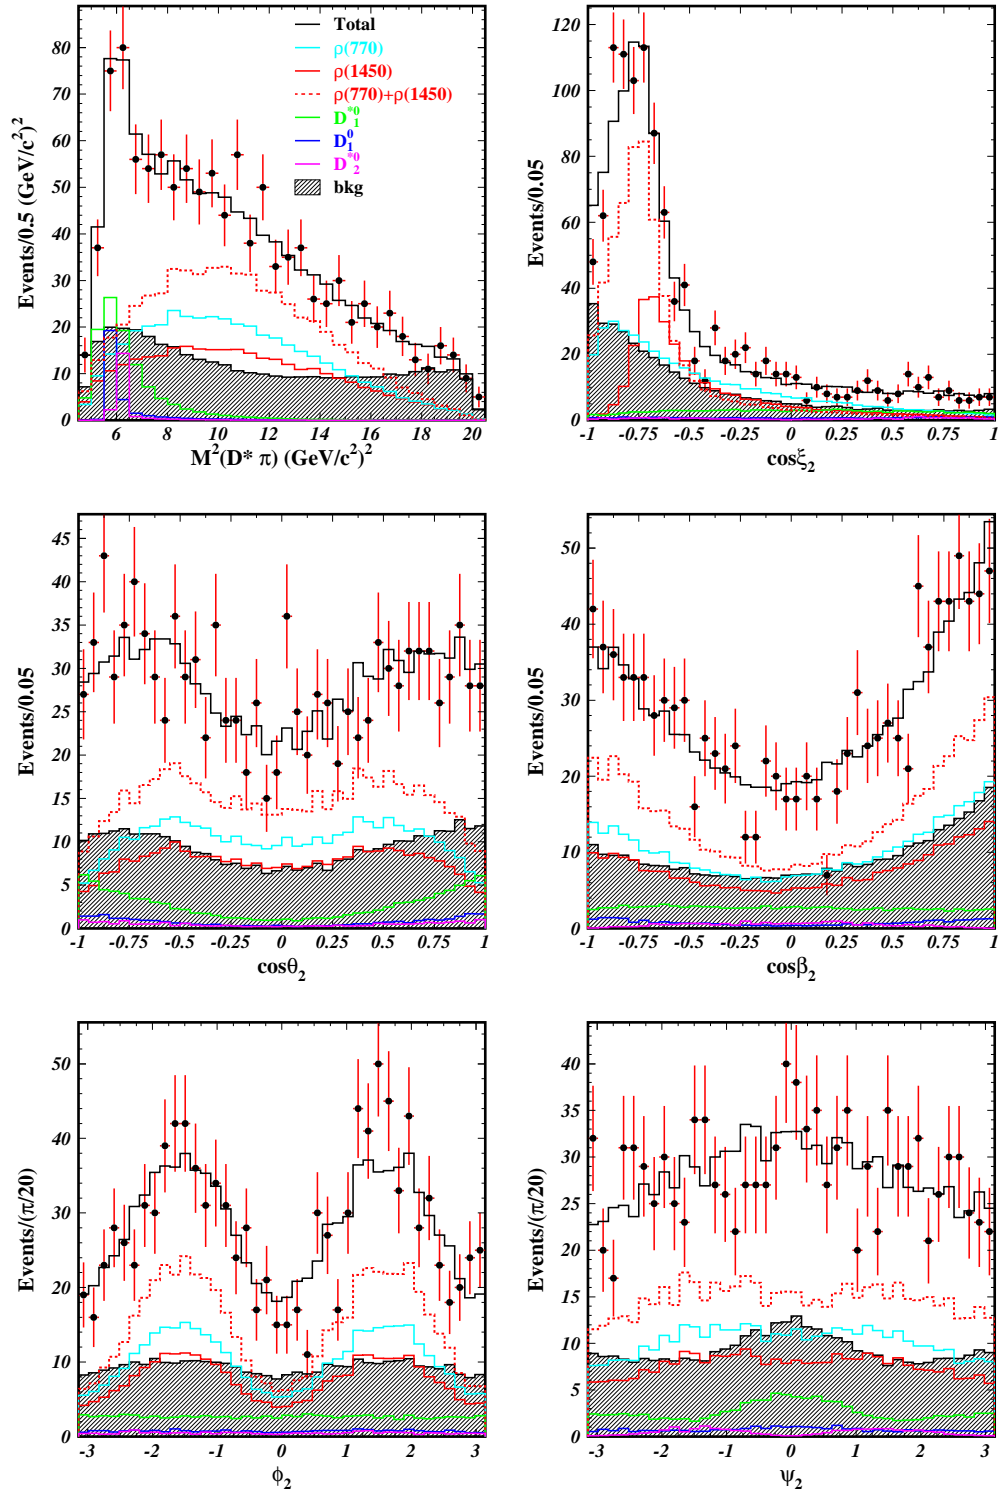 Total
ρ(770)
ρ(1450)
ρ(770)+ρ(1450)
D*0 1
D0 1
D*0 2
bkg
Events/0.5 (GeV/c²)²
80
70
60
50
40
30
20
10
0
6 8 10 12 14 16 18 20
M²(D* π) (GeV/c²)²
Events/0.05
120
100
80
60
40
20
0
-1 -0.75 -0.5 -0.25 0 0.25 0.5 0.75 1
cosξ₂
Events/0.05
45
40
35
30
25
20
15
10
5
0
-1 -0.75 -0.5 -0.25 0 0.25 0.5 0.75 1
cosθ₂
Events/0.05
50
40
30
20
10
0
-1 -0.75 -0.5 -0.25 0 0.25 0.5 0.75 1
cosβ₂
Events/(π/20)
50
40
30
20
10
0
-3 -2 -1 0 1 2 3
ϕ₂
Events/(π/20)
40
35
30
25
20
15
10
5
0
-3 -2 -1 0 1 2 3
ψ₂